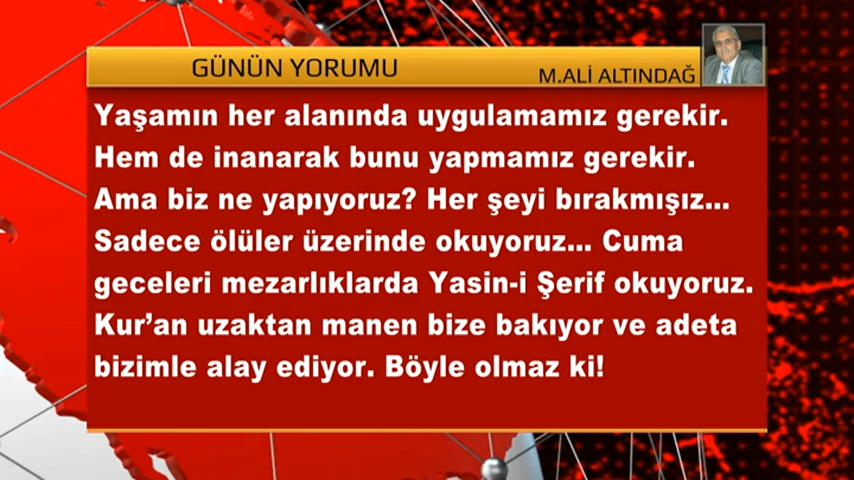 GÜNÜN YORUMU
M.ALİ ALTINDAĞ
Yaşamın her alanında uygulamamız gerekir.
Hem de inanarak bunu yapmamız gerekir.
Ama biz ne yapıyoruz? Her şeyi bırakmışız...
Sadece ölüler üzerinde okuyoruz... Cuma
geceleri mezarlıklarda Yasin-i Şerif okuyoruz.
Kur’an uzaktan manen bize bakıyor ve adeta
bizimle alay ediyor. Böyle olmaz ki!